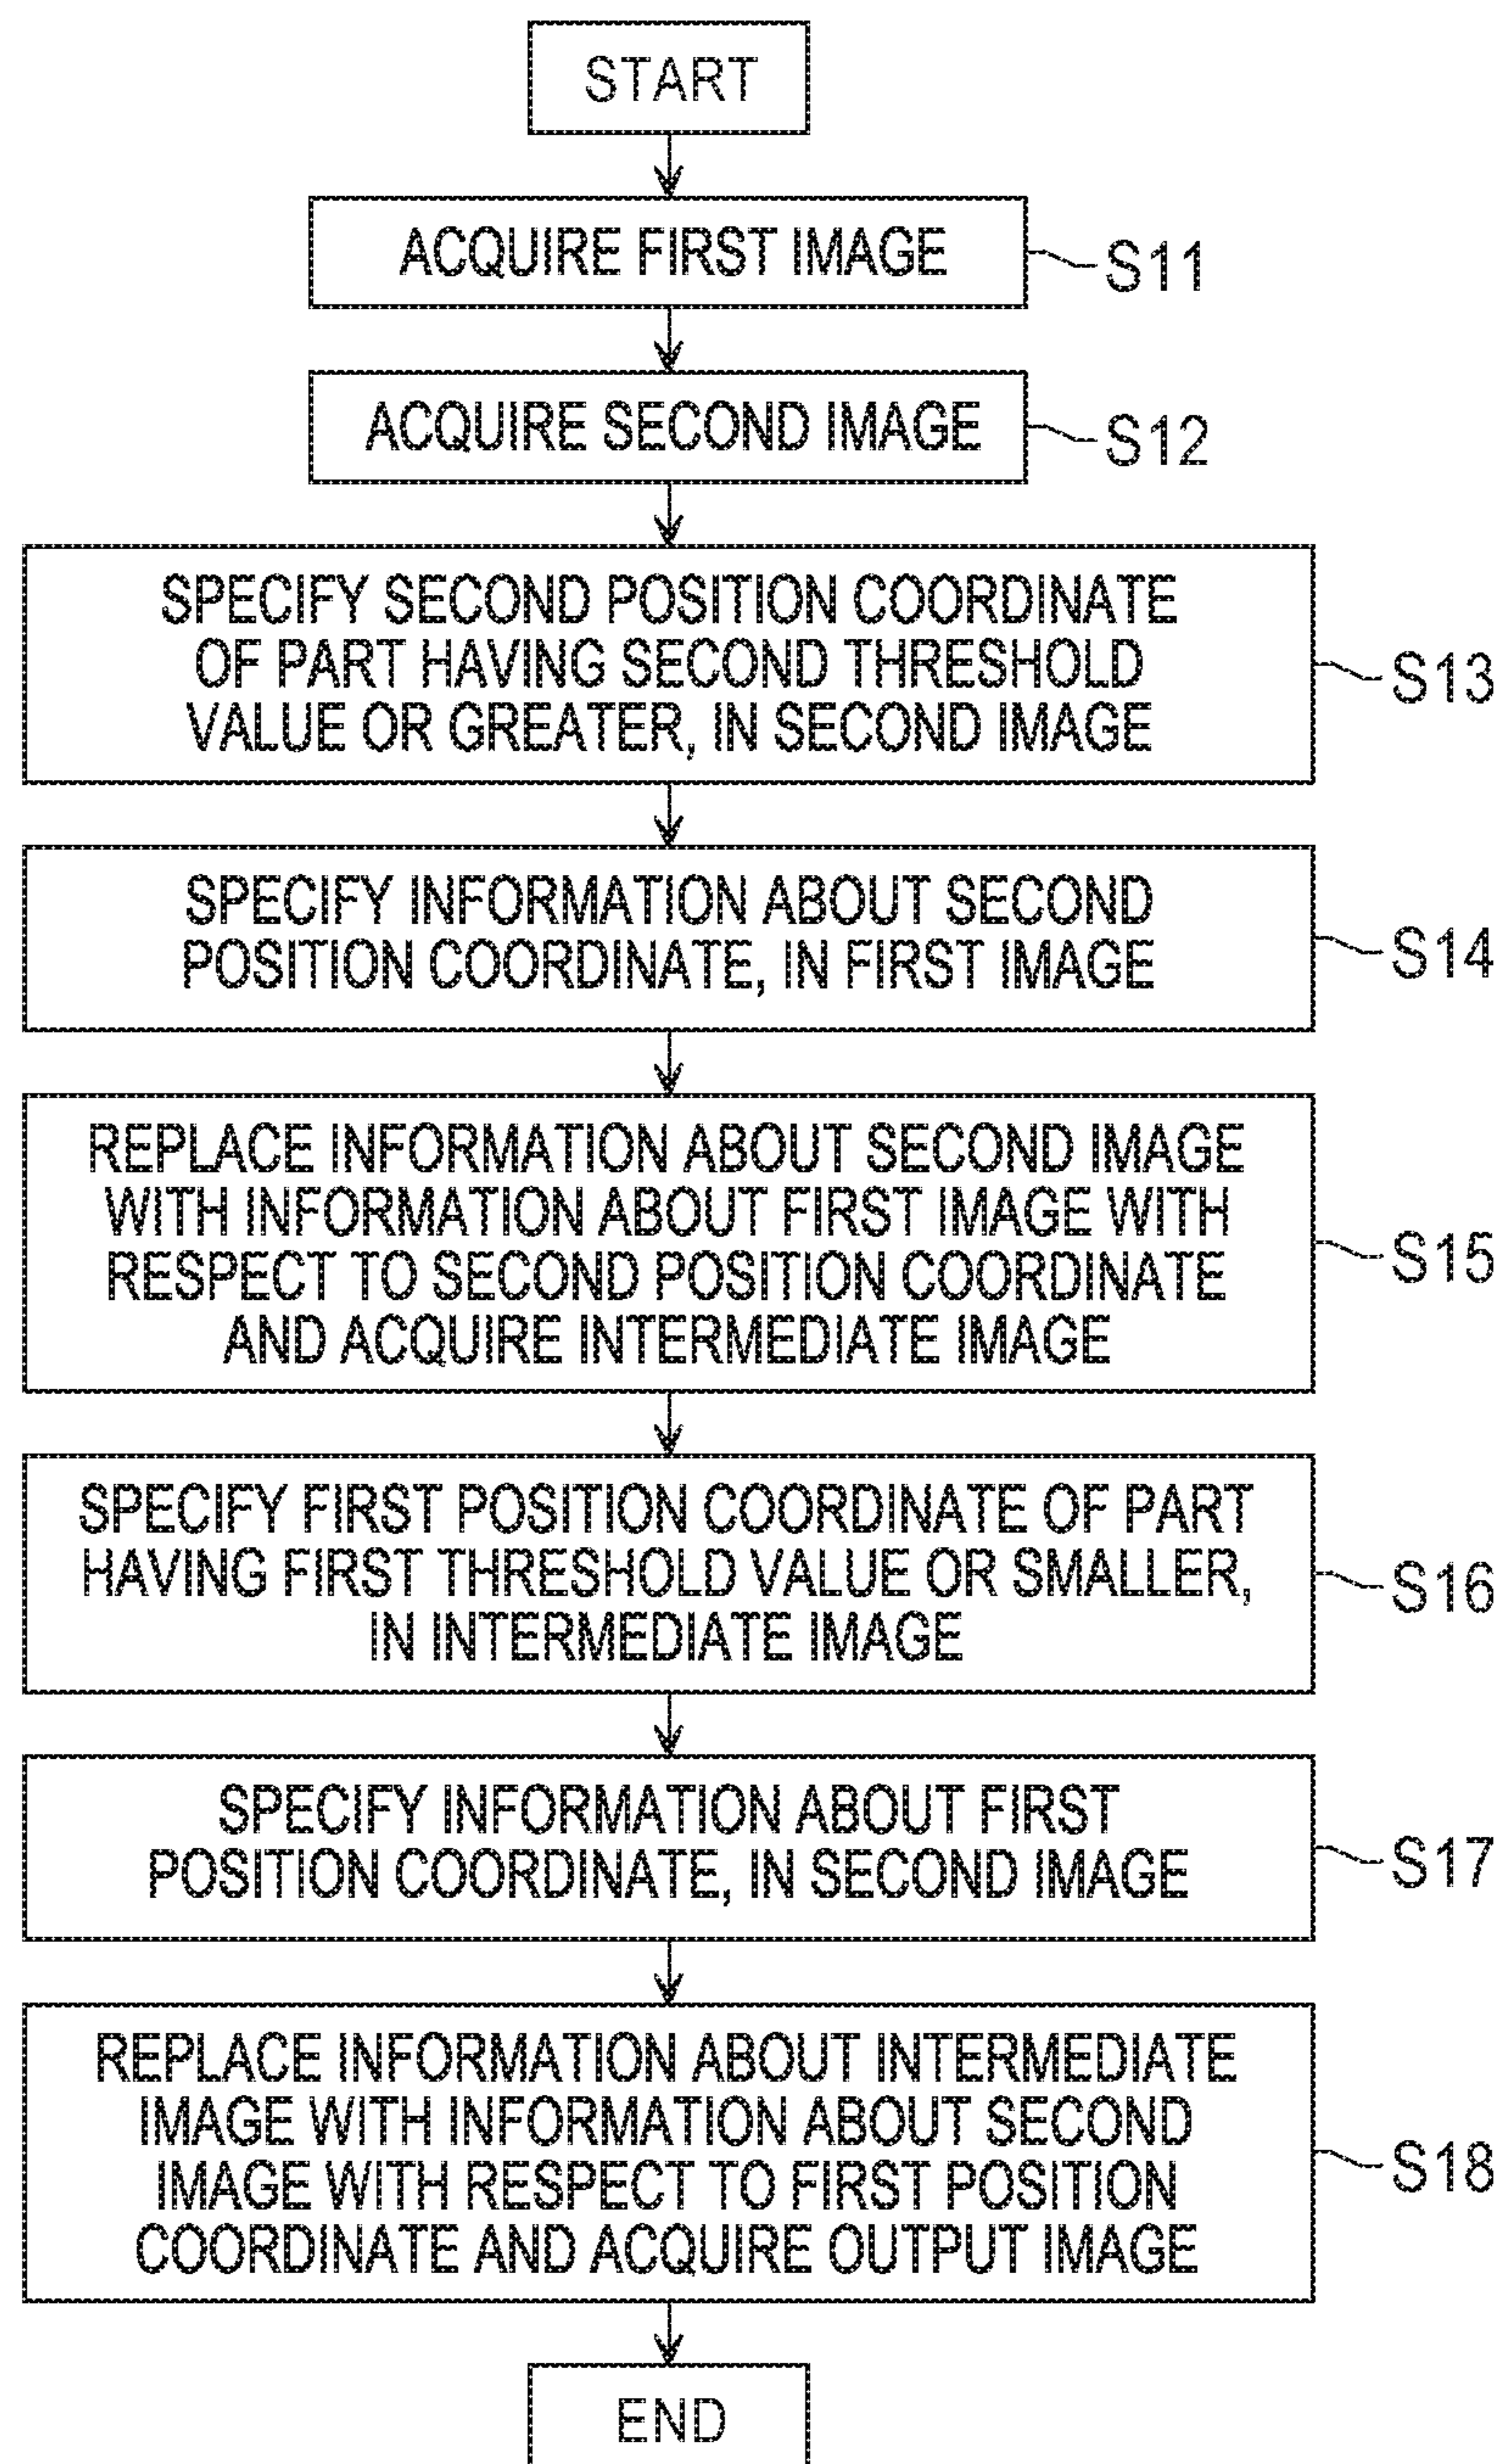 START
ACQUIRE FIRST IMAGE
S11
ACQUIRE SECOND IMAGE
S12
SPECIFY SECOND POSITION COORDINATE
OF PART HAVING SECOND THRESHOLD
VALUE OR GREATER, IN SECOND IMAGE
S13
SPECIFY INFORMATION ABOUT SECOND
POSITION COORDINATE, IN FIRST IMAGE
S14
REPLACE INFORMATION ABOUT SECOND IMAGE
WITH INFORMATION ABOUT FIRST IMAGE WITH
RESPECT TO SECOND POSITION COORDINATE
AND ACQUIRE INTERMEDIATE IMAGE
S15
SPECIFY FIRST POSITION COORDINATE OF PART
HAVING FIRST THRESHOLD VALUE OR SMALLER,
IN INTERMEDIATE IMAGE
S16
SPECIFY INFORMATION ABOUT FIRST
POSITION COORDINATE, IN SECOND IMAGE
S17
REPLACE INFORMATION ABOUT INTERMEDIATE
IMAGE WITH INFORMATION ABOUT SECOND
IMAGE WITH RESPECT TO FIRST POSITION
COORDINATE AND ACQUIRE OUTPUT IMAGE
S18
END